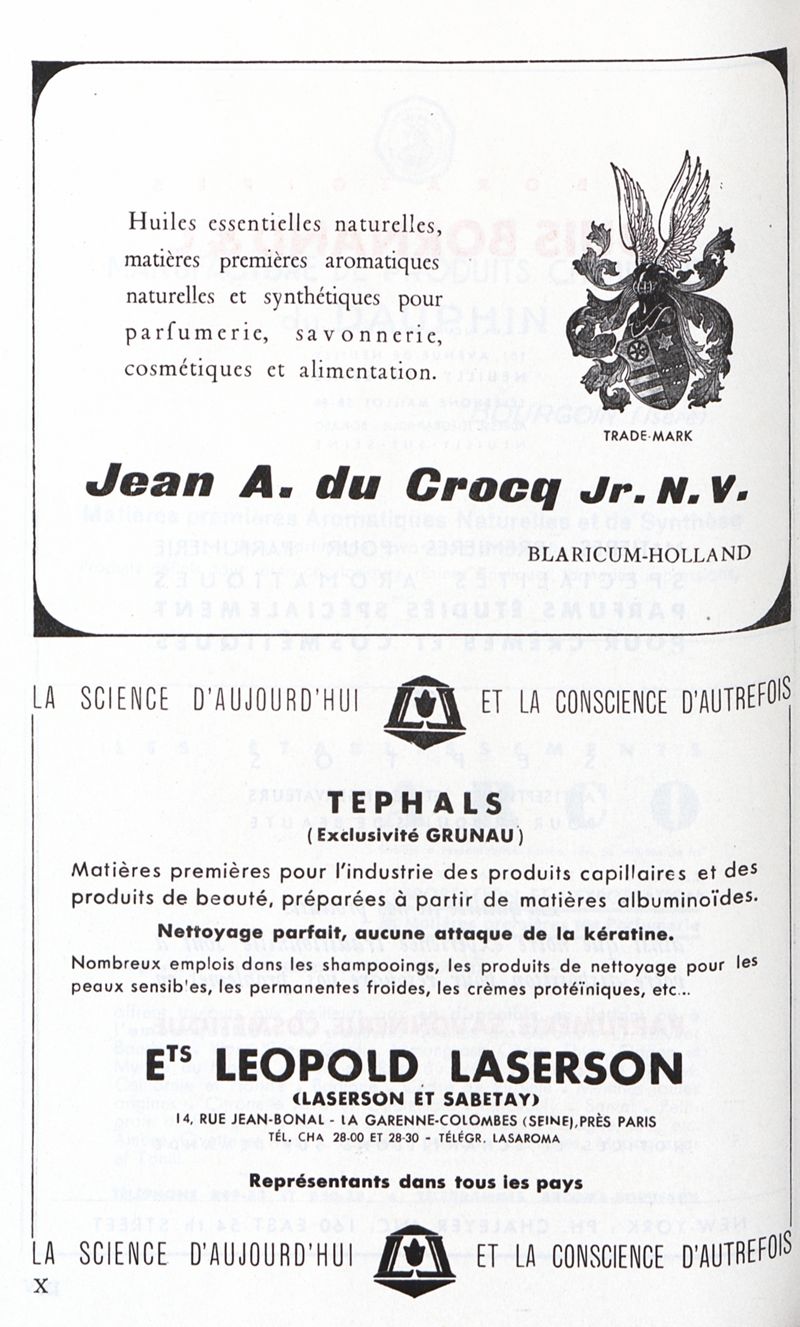 Huiles essentielles naturelles,
matières premières aromatiques
naturelles et synthétiques pour
parfumerie, savonnerie,
cosmétiques et alimentation.
TRADE-MARK
Jean A. du Crocq Jr. N. V.
BLARICUM-HOLLAND
LA SCIENCE D'AUJOURD'HUI ET LA CONSCIENCE D'AUTREFOIS
TEPHALS
(Exclusivité GRUNAU)
Matières premières pour l'industrie des produits capillaires et des
produits de beauté, préparées à partir de matières albuminoïdes.
Nettoyage parfait, aucune attaque de la kératine.
Nombreux emplois dans les shampooings, les produits de nettoyage pour les
peaux sensib'es, les permanentes froides, les crèmes protéïniques, etc...
ETS LEOPOLD LASERSON
(LASERSON ET SABETAY)
14, RUE JEAN-BONAL - LA GARENNE-COLOMBES (SEINE), PRÈS PARIS
TÉL. CHA 28-00 ET 28-30 - TÉLÉGR. LASAROMA
Représentants dans tous les pays
LA SCIENCE D'AUJOURD'HUI ET LA CONSCIENCE D'AUTREFOIS
X